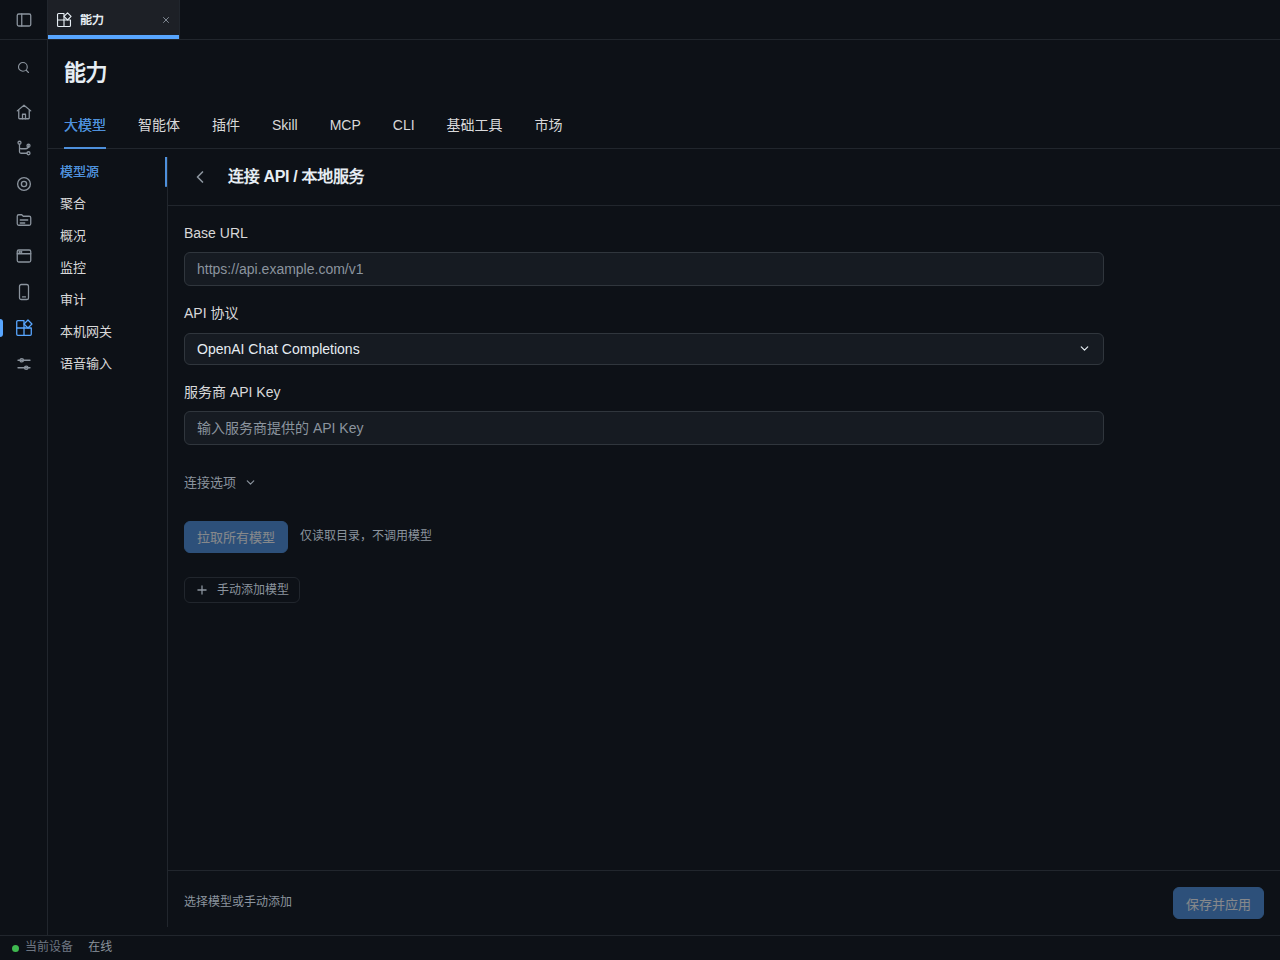 能力
能力
大模型 智能体 插件 Skill MCP CLI 基础工具 市场
模型源
聚合
概况
监控
审计
本机网关
语音输入
连接 API / 本地服务
Base URL
https://api.example.com/v1
API 协议
OpenAI Chat Completions
服务商 API Key
输入服务商提供的 API Key
连接选项
拉取所有模型 仅读取目录，不调用模型
手动添加模型
选择模型或手动添加 保存并应用
当前设备 在线